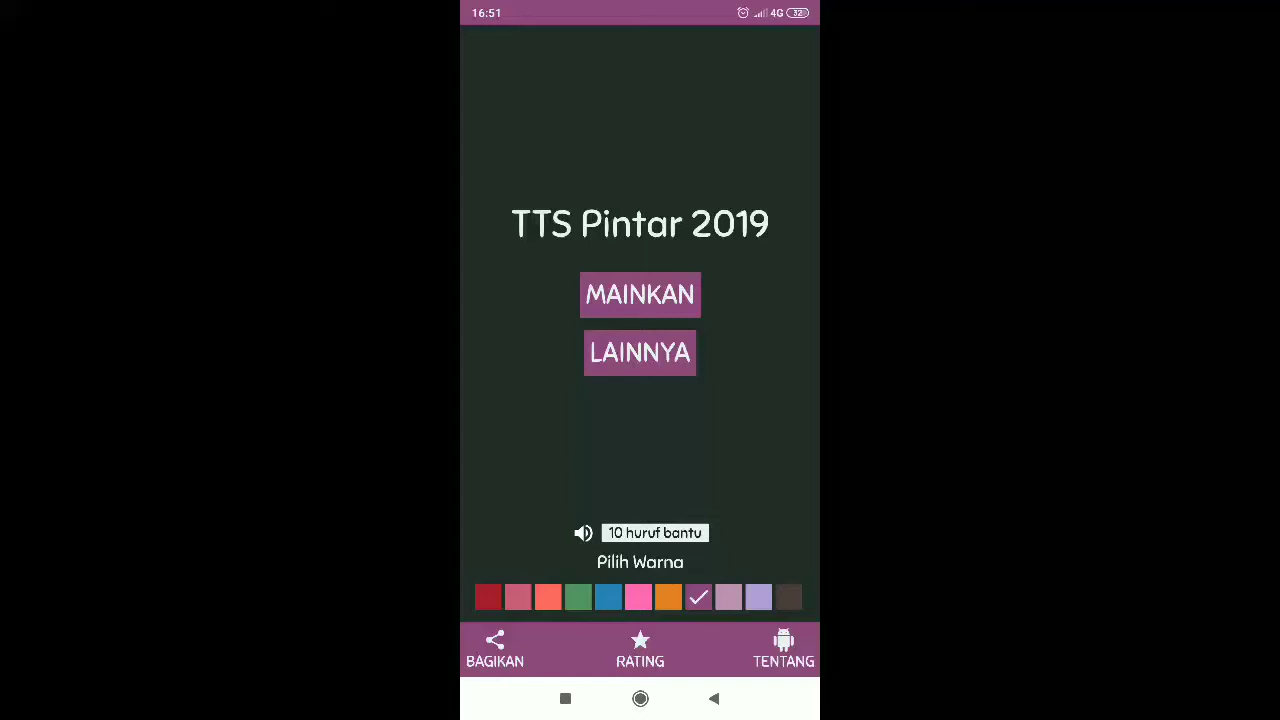 16:51 4G 32
TTS Pintar 2019
MAINKAN
LAINNYA
10 huruf bantu
Pilih Warna
BAGIKAN RATING TENTANG